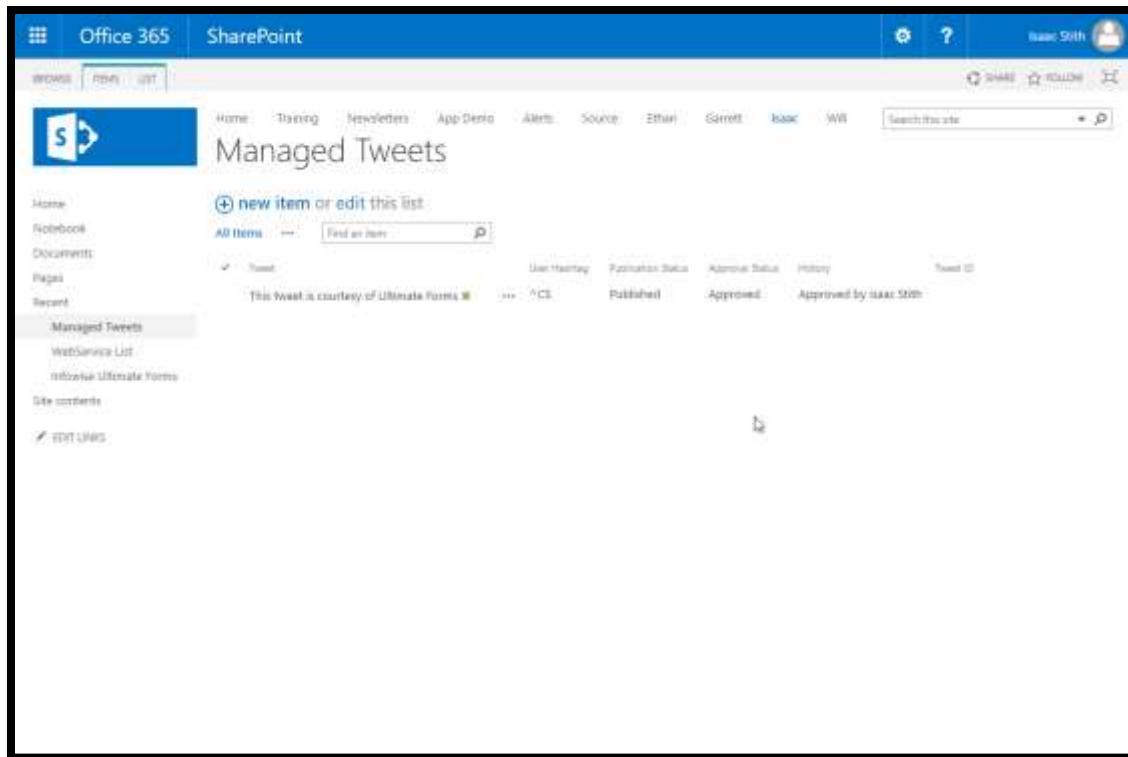 Office 365 SharePoint ? Isaac Stith
BROWSE ITEMS LIST SHARE FOLLOW
S
Home Training Newsletters App Demo Alerts Source Ethan Garrett Isaac Will Search this site
Managed Tweets
Home
Notebook
Documents
Pages
Recent
Managed Tweets
WebService List
Infowise Ultimate Forms
Site contents
EDIT LINKS
new item or edit this list
All Items ••• Find an item
Tweet User Hashtag Publication Status Approval Status History Tweet ID
This tweet is courtesy of Ultimate Forms ••• ^CS Published Approved Approved by Isaac Stith